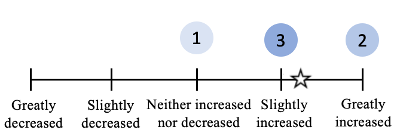 1
3
2
Greatly decreased
Slightly decreased
Neither increased nor decreased
Slightly increased
Greatly increased